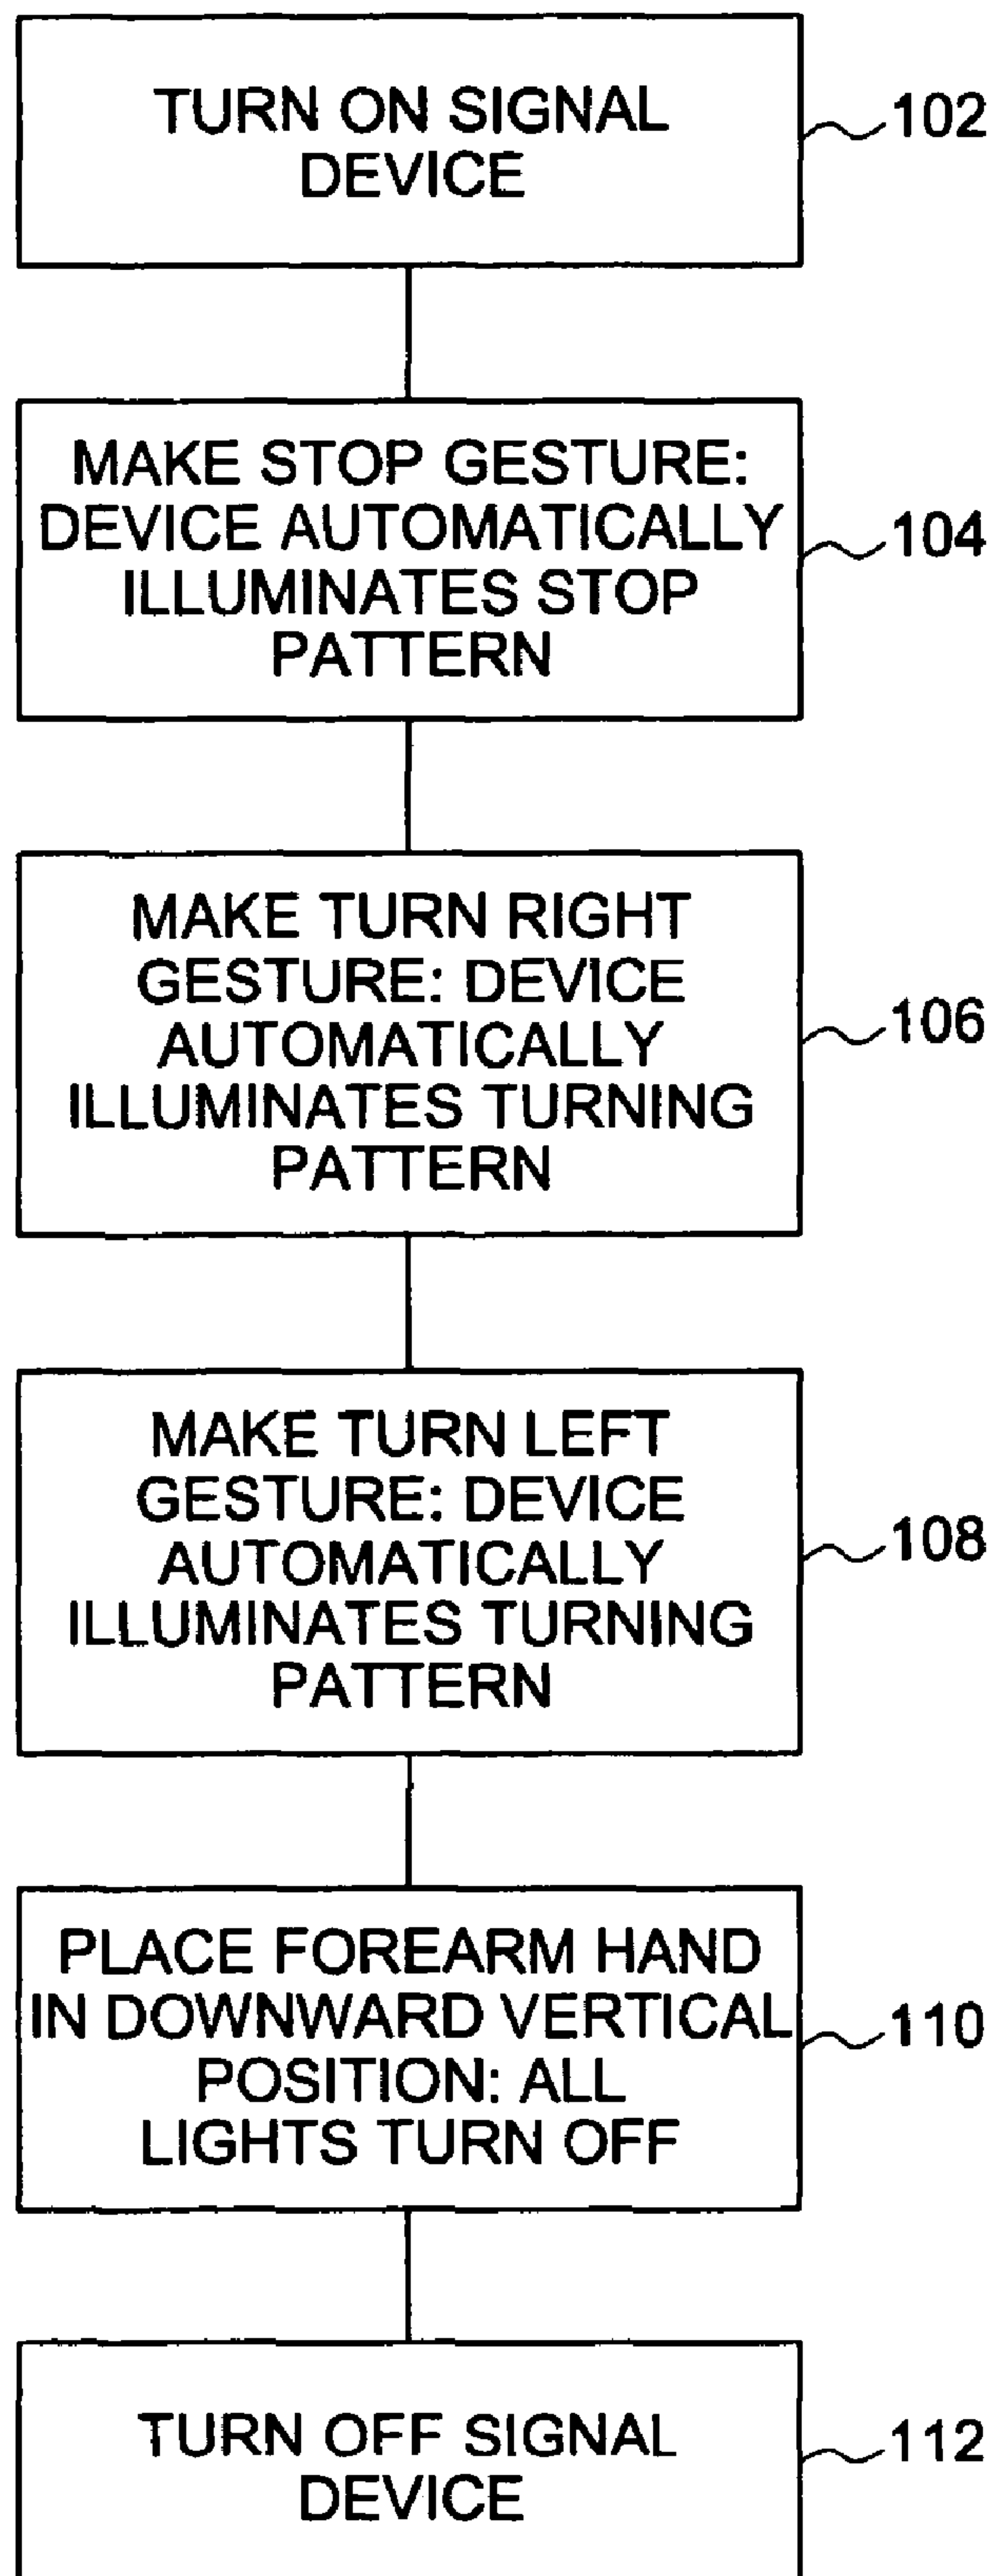 TURN ON SIGNAL
DEVICE
102
MAKE STOP GESTURE:
DEVICE AUTOMATICALLY
ILLUMINATES STOP
PATTERN
104
MAKE TURN RIGHT
GESTURE: DEVICE
AUTOMATICALLY
ILLUMINATES TURNING
PATTERN
106
MAKE TURN LEFT
GESTURE: DEVICE
AUTOMATICALLY
ILLUMINATES TURNING
PATTERN
108
PLACE FOREARM HAND
IN DOWNWARD VERTICAL
POSITION: ALL
LIGHTS TURN OFF
110
TURN OFF SIGNAL
DEVICE
112